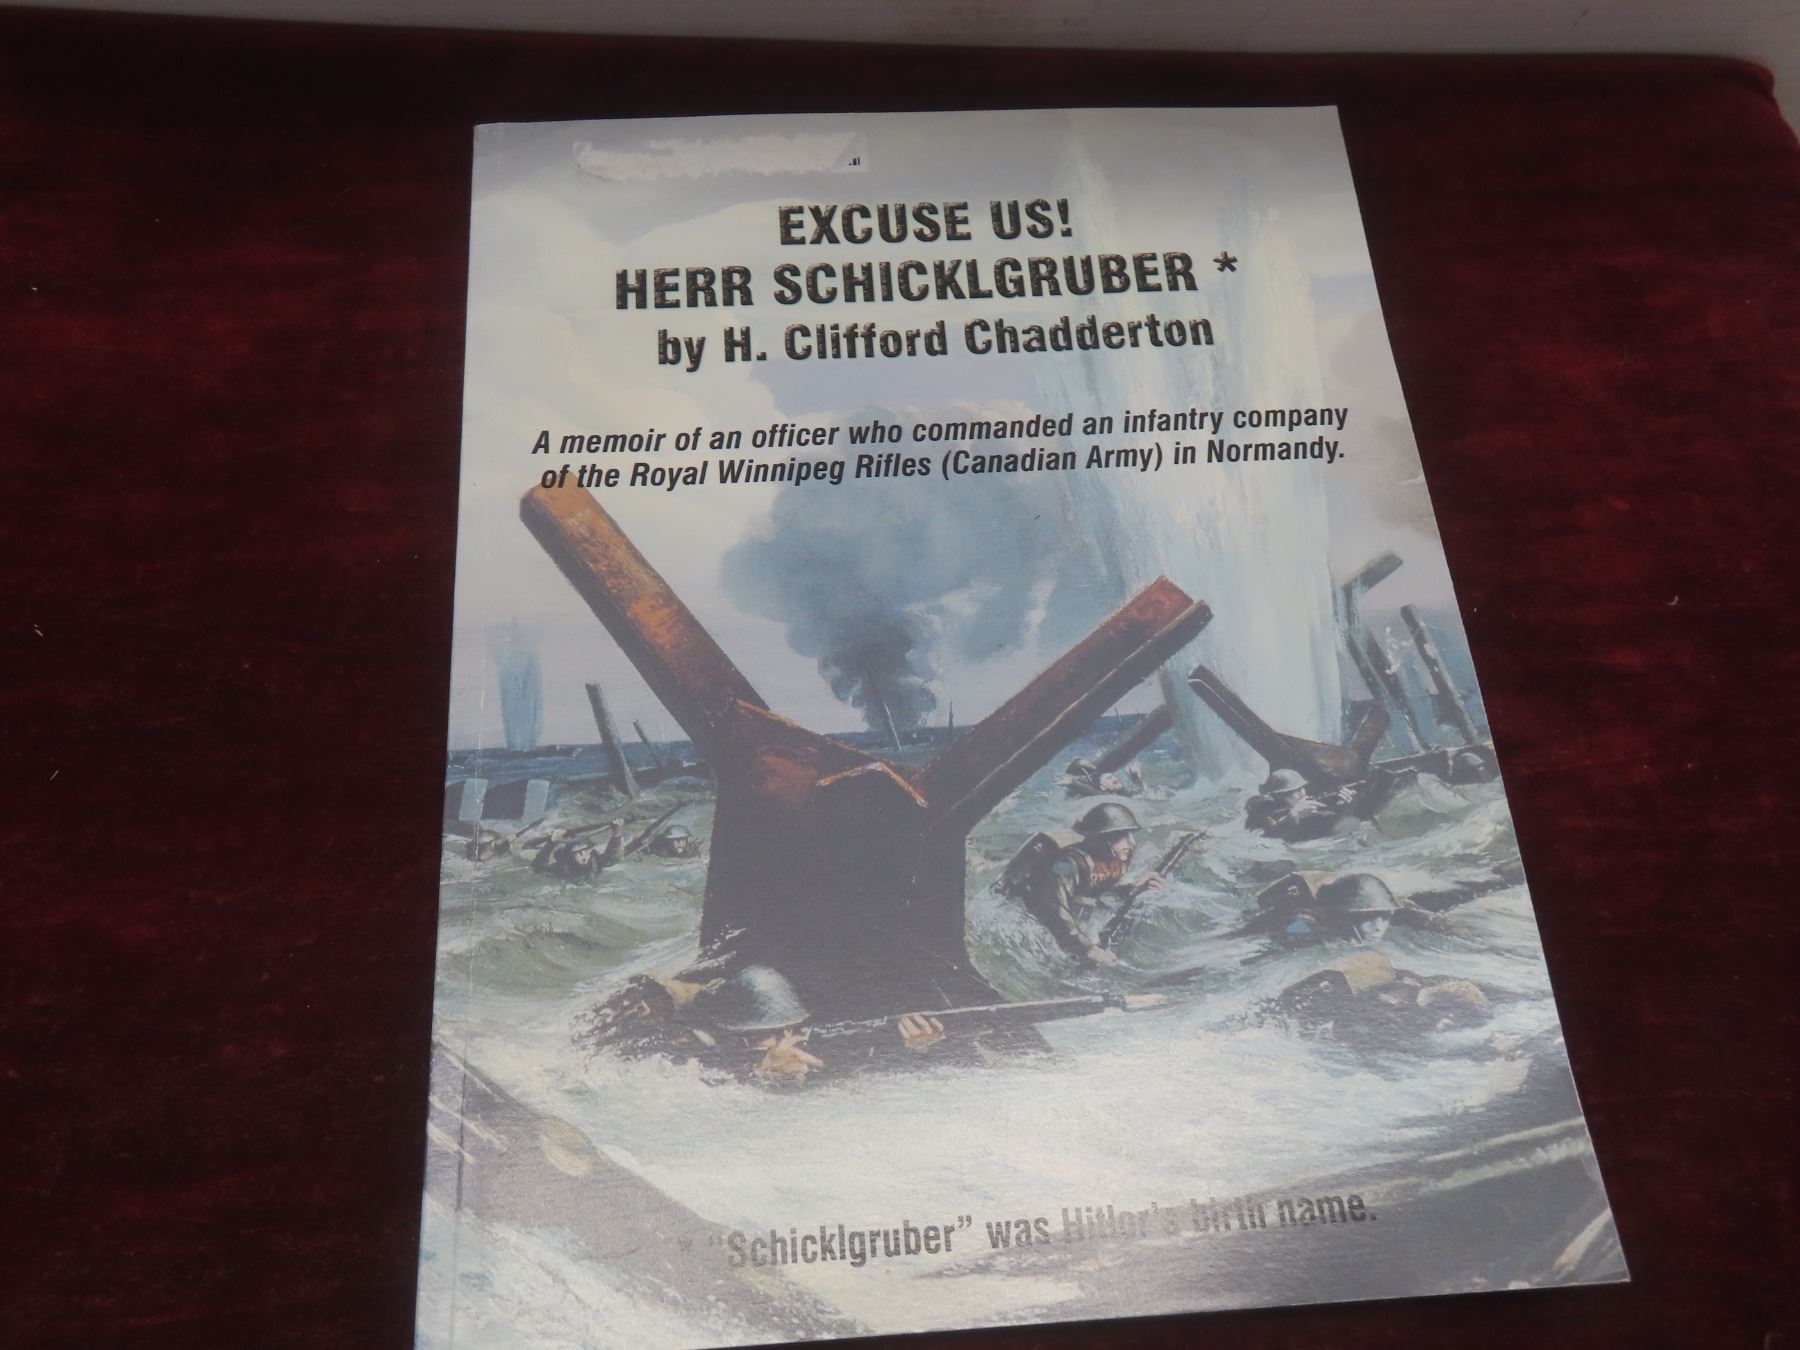 EXCUSE US!
HERR SCHICKLGRUBER *
by H. Clifford Chadderton
A memoir of an officer who commanded an infantry company
of the Royal Winnipeg Rifles (Canadian Army) in Normandy.
* "Schicklgruber" was Hitler's birth name.